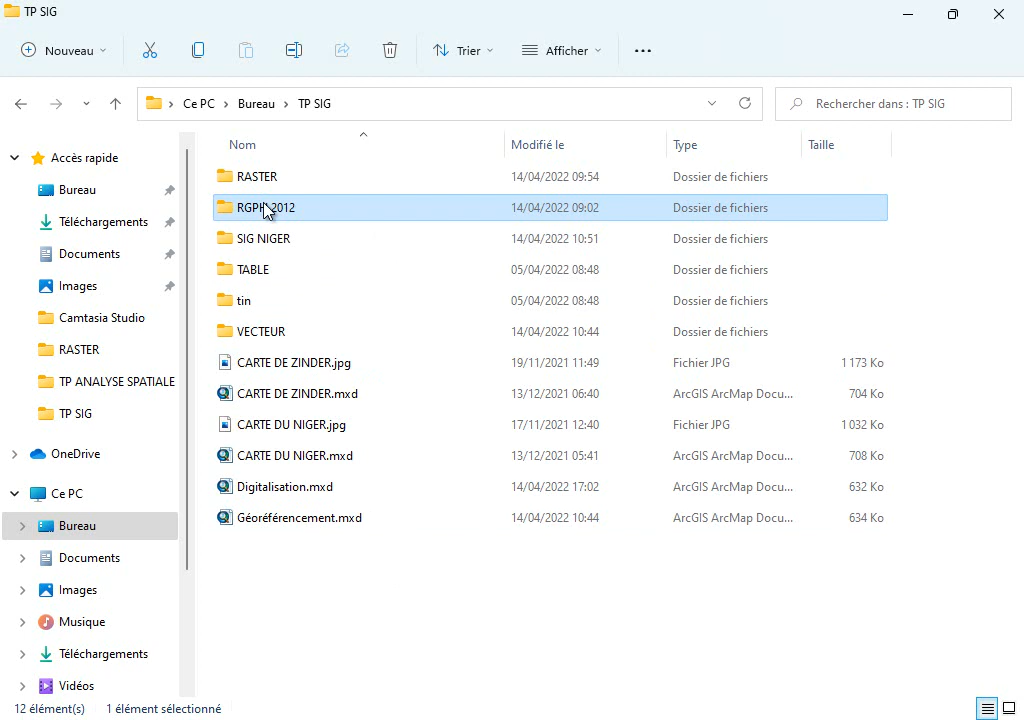 TP SIG
Nouveau
Trier
Afficher
Ce PC
Bureau
TP SIG
Rechercher dans : TP SIG
Nom Modifié le Type Taille
Accès rapide
Bureau
Téléchargements
Documents
Images
Camtasia Studio
RASTER
TP ANALYSE SPATIALE
TP SIG
OneDrive
Ce PC
Bureau
Documents
Images
Musique
Téléchargements
Vidéos
RASTER 14/04/2022 09:54 Dossier de fichiers
2012 14/04/2022 09:02 Dossier de fichiers
SIG NIGER 14/04/2022 10:51 Dossier de fichiers
TABLE 05/04/2022 08:48 Dossier de fichiers
tin 05/04/2022 08:48 Dossier de fichiers
VECTEUR 14/04/2022 10:44 Dossier de fichiers
CARTE DE ZINDER.jpg 19/11/2021 11:49 Fichier JPG 1 173 Ko
CARTE DE ZINDER.mxd 13/12/2021 06:40 ArcGIS ArcMap Docu... 704 Ko
CARTE DU NIGER.jpg 17/11/2021 12:40 Fichier JPG 1 032 Ko
CARTE DU NIGER.mxd 13/12/2021 05:41 ArcGIS ArcMap Docu... 708 Ko
Digitalisation.mxd 14/04/2022 17:02 ArcGIS ArcMap Docu... 632 Ko
Géoréférencement.mxd 14/04/2022 10:44 ArcGIS ArcMap Docu... 634 Ko
12 élément(s) 1 élément sélectionné